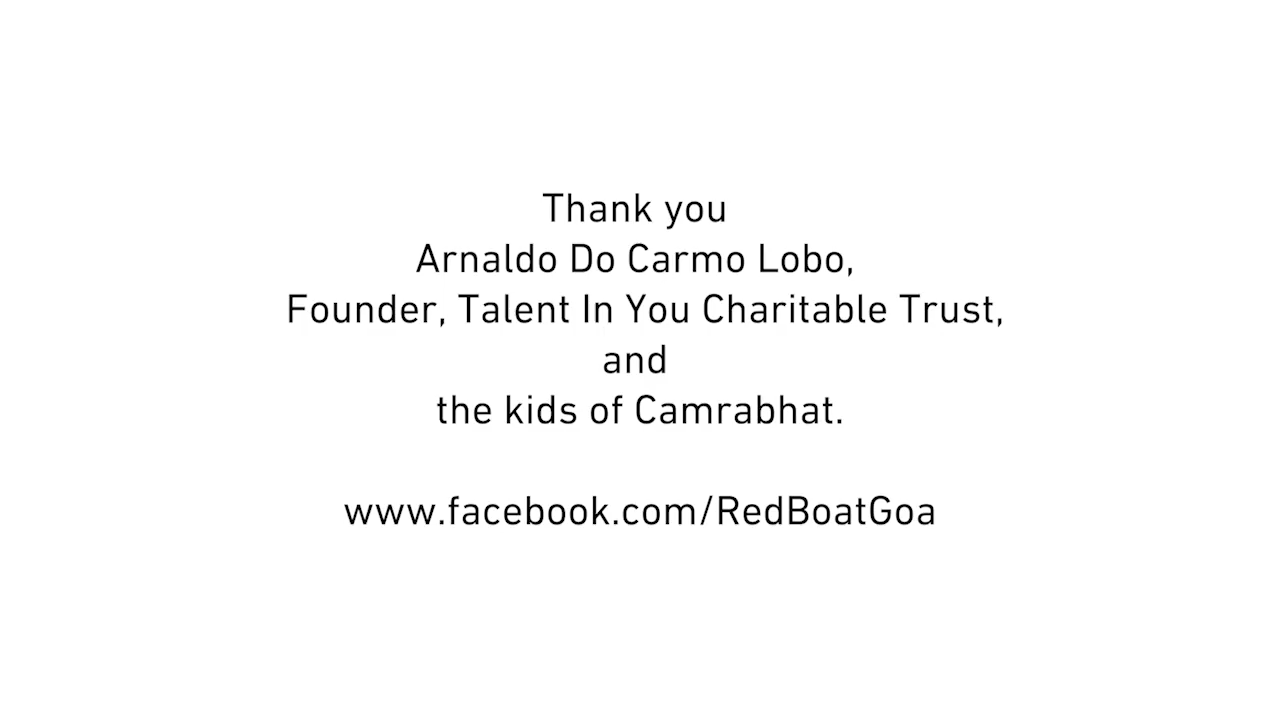 Thank you
Arnaldo Do Carmo Lobo,
Founder, Talent In You Charitable Trust,
and
the kids of Camrabhat.
www.facebook.com/RedBoatGoa